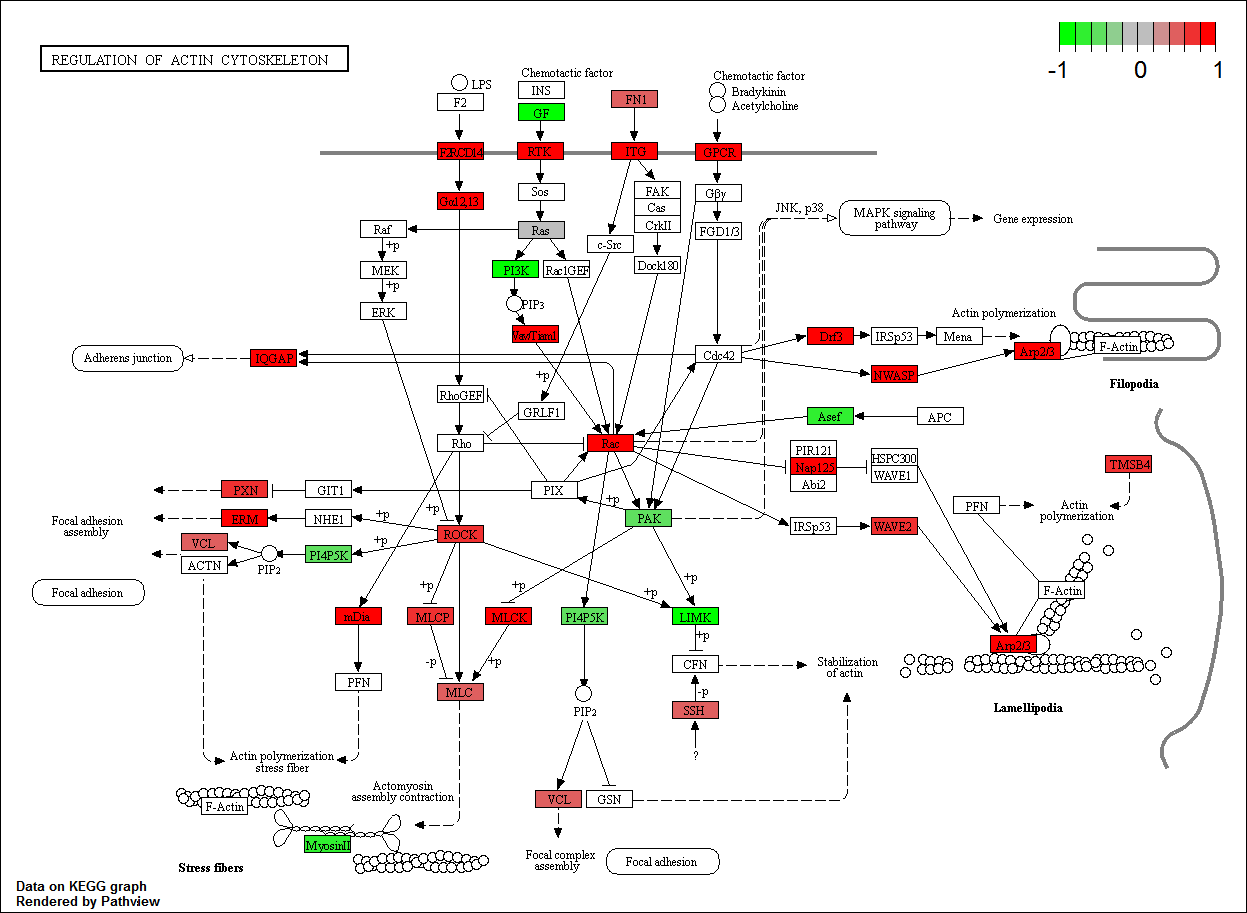 REGULATION OF ACTIN CYTOSKELETON
-1 0 1
LPS
F2
Chemotactic factor
INS
GF
FN1
Chemotactic factor
Bradykinin
Acetylcholine
F2RCD14
RTK
ITG
GPCR
Gα12,13
Sos
FAK
Cas
CrkII
Gβγ
JNK, p38
MAPK signaling
pathway
Gene expression
Raf
Ras
c-Src
FGD1/3
+p
MEK
PI3K
Rac1GEF
Dock180
+p
ERK
PIP3
Actin polymerization
Drf3
IRSp53
Mena
F-Actin
Arp2/3
Adherens junction
IQGAP
Cdc42
NWASP
Filopodia
+p
RhoGEF
GRLF1
Asef
APC
Rho
Rac
PIR121
Nap125
Abi2
HSPC300
WAVE1
TMSB4
PXN
GIT1
PIX
+p
PFN
Actin
polymerization
Focal adhesion
assembly
ERM
NHE1
+p
+p
PAK
IRSp53
WAVE2
VCL
ACTN
PIP2
PI4P5K
+p
ROCK
Focal adhesion
+p
+p
+p
+p
F-Actin
mDia
MLCP
MLCK
PI4P5K
LIMK
+p
Arp2/3
-p
+p
CFN
Stabilization
of actin
PFN
MLC
-p
SSH
Lamellipodia
PIP2
?
Actin polymerization
stress fiber
Actomyosin
assembly contraction
F-Actin
VCL
GSN
MyosinII
Stress fibers
Focal complex
assembly
Focal adhesion
Data on KEGG graph
Rendered by Pathview